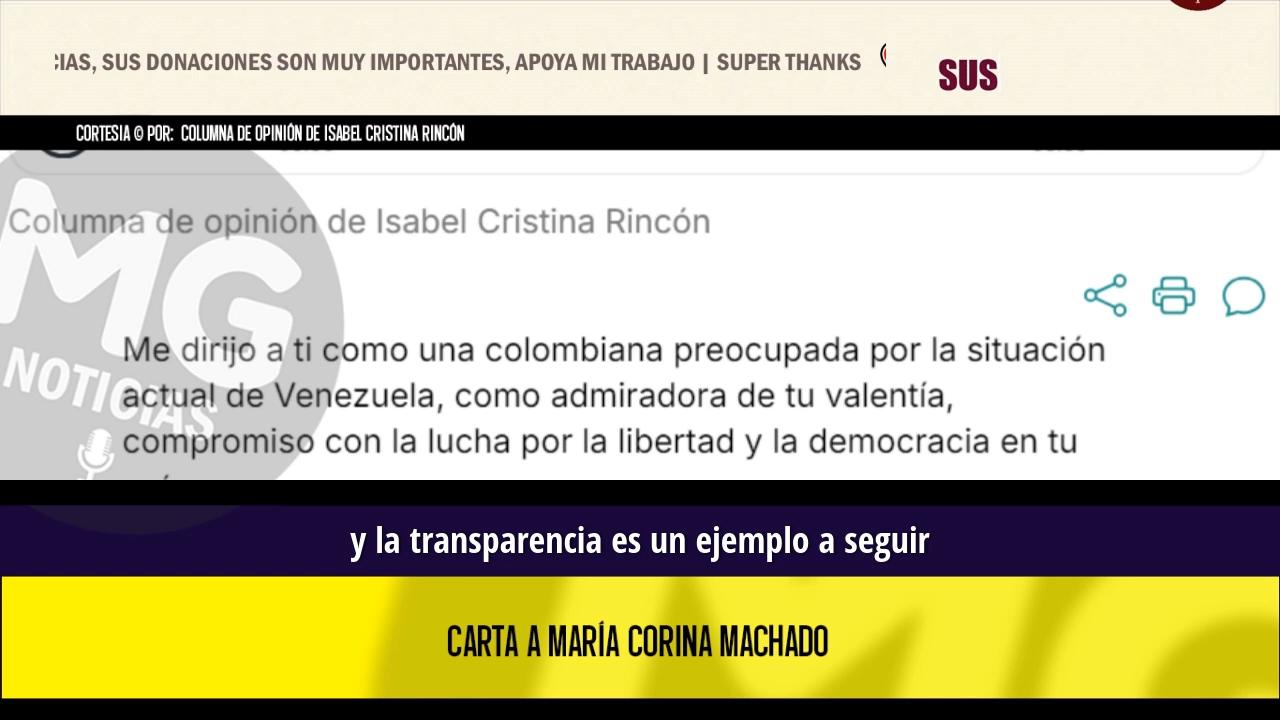 IAS, SUS DONACIONES SON MUY IMPORTANTES, APOYA MI TRABAJO | SUPER THANKS
SUS
CORTESIA © POR: COLUMNA DE OPINIÓN DE ISABEL CRISTINA RINCÓN
Columna de opinión de Isabel Cristina Rincón
MG
NOTICIAS
Me dirijo a ti como una colombiana preocupada por la situación
actual de Venezuela, como admiradora de tu valentía,
compromiso con la lucha por la libertad y la democracia en tu
y la transparencia es un ejemplo a seguir
CARTA A MARÍA CORINA MACHADO